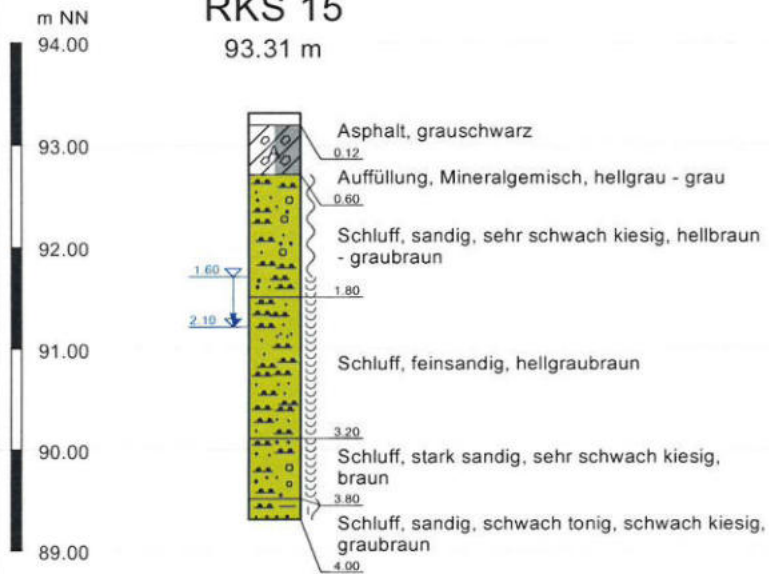 m NN
RKS 15
93.31 m
94.00
93.00
92.00
91.00
90.00
89.00
Asphalt, grauschwarz
0.12
Auffüllung, Mineralgemisch, hellgrau - grau
0.60
Schluff, sandig, sehr schwach kiesig, hellbraun
- graubraun
1.60
1.80
2.10
Schluff, feinsandig, hellgraubraun
3.20
Schluff, stark sandig, sehr schwach kiesig,
braun
3.80
Schluff, sandig, schwach tonig, schwach kiesig,
graubraun
4.00
A